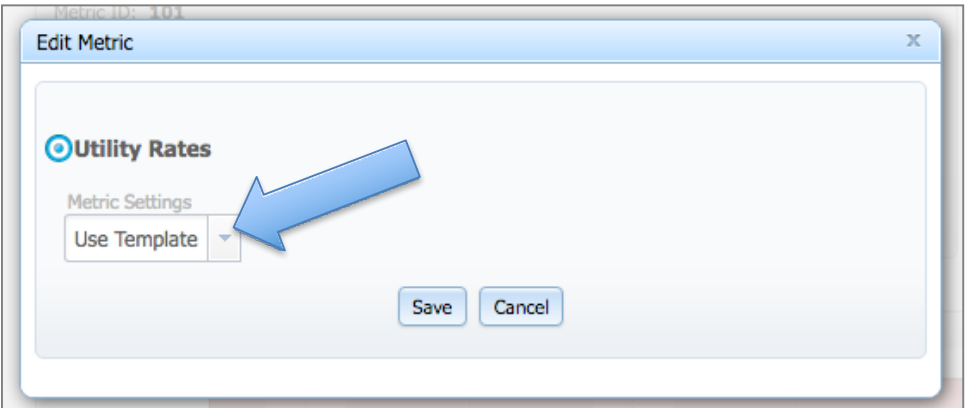 Metric ID: 101
Edit Metric x
Utility Rates
Metric Settings
Use Template
Save Cancel